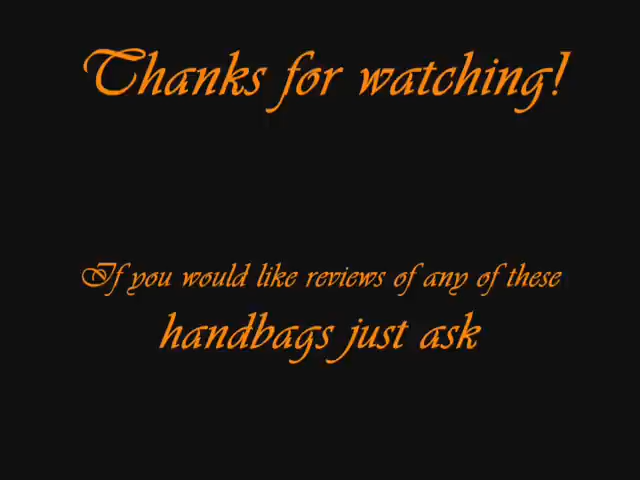 Thanks for watching!
If you would like reviews of any of these
handbags just ask